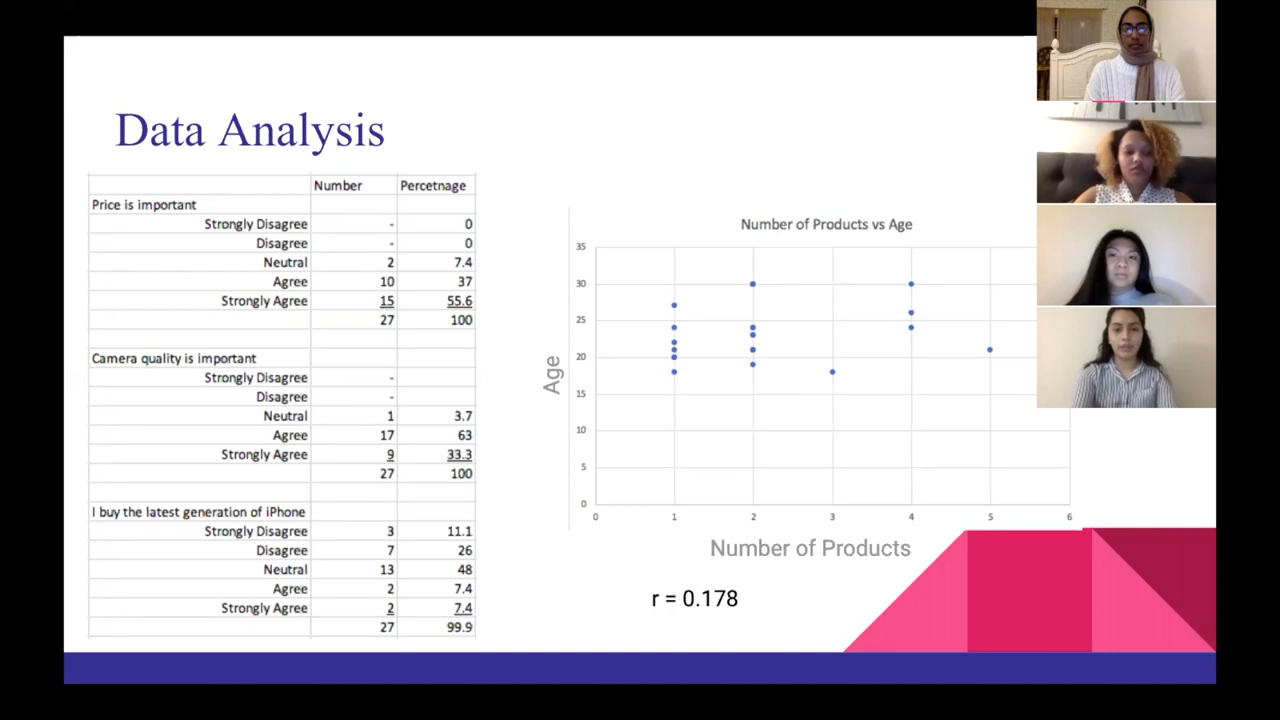 Data Analysis
Number Percetnage
Price is important
Strongly Disagree - 0
Disagree - 0
Neutral 2 7.4
Agree 10 37
Strongly Agree 15 55.6
27 100
Camera quality is important
Strongly Disagree -
Disagree -
Neutral 1 3.7
Agree 17 63
Strongly Agree 9 33.3
27 100
I buy the latest generation of iPhone
Strongly Disagree 3 11.1
Disagree 7 26
Neutral 13 48
Agree 2 7.4
Strongly Agree 2 7.4
27 99.9
Number of Products vs Age
35
30
25
20
15
10
5
0
0 1 2 3 4 5 6
Age
Number of Products
r = 0.178